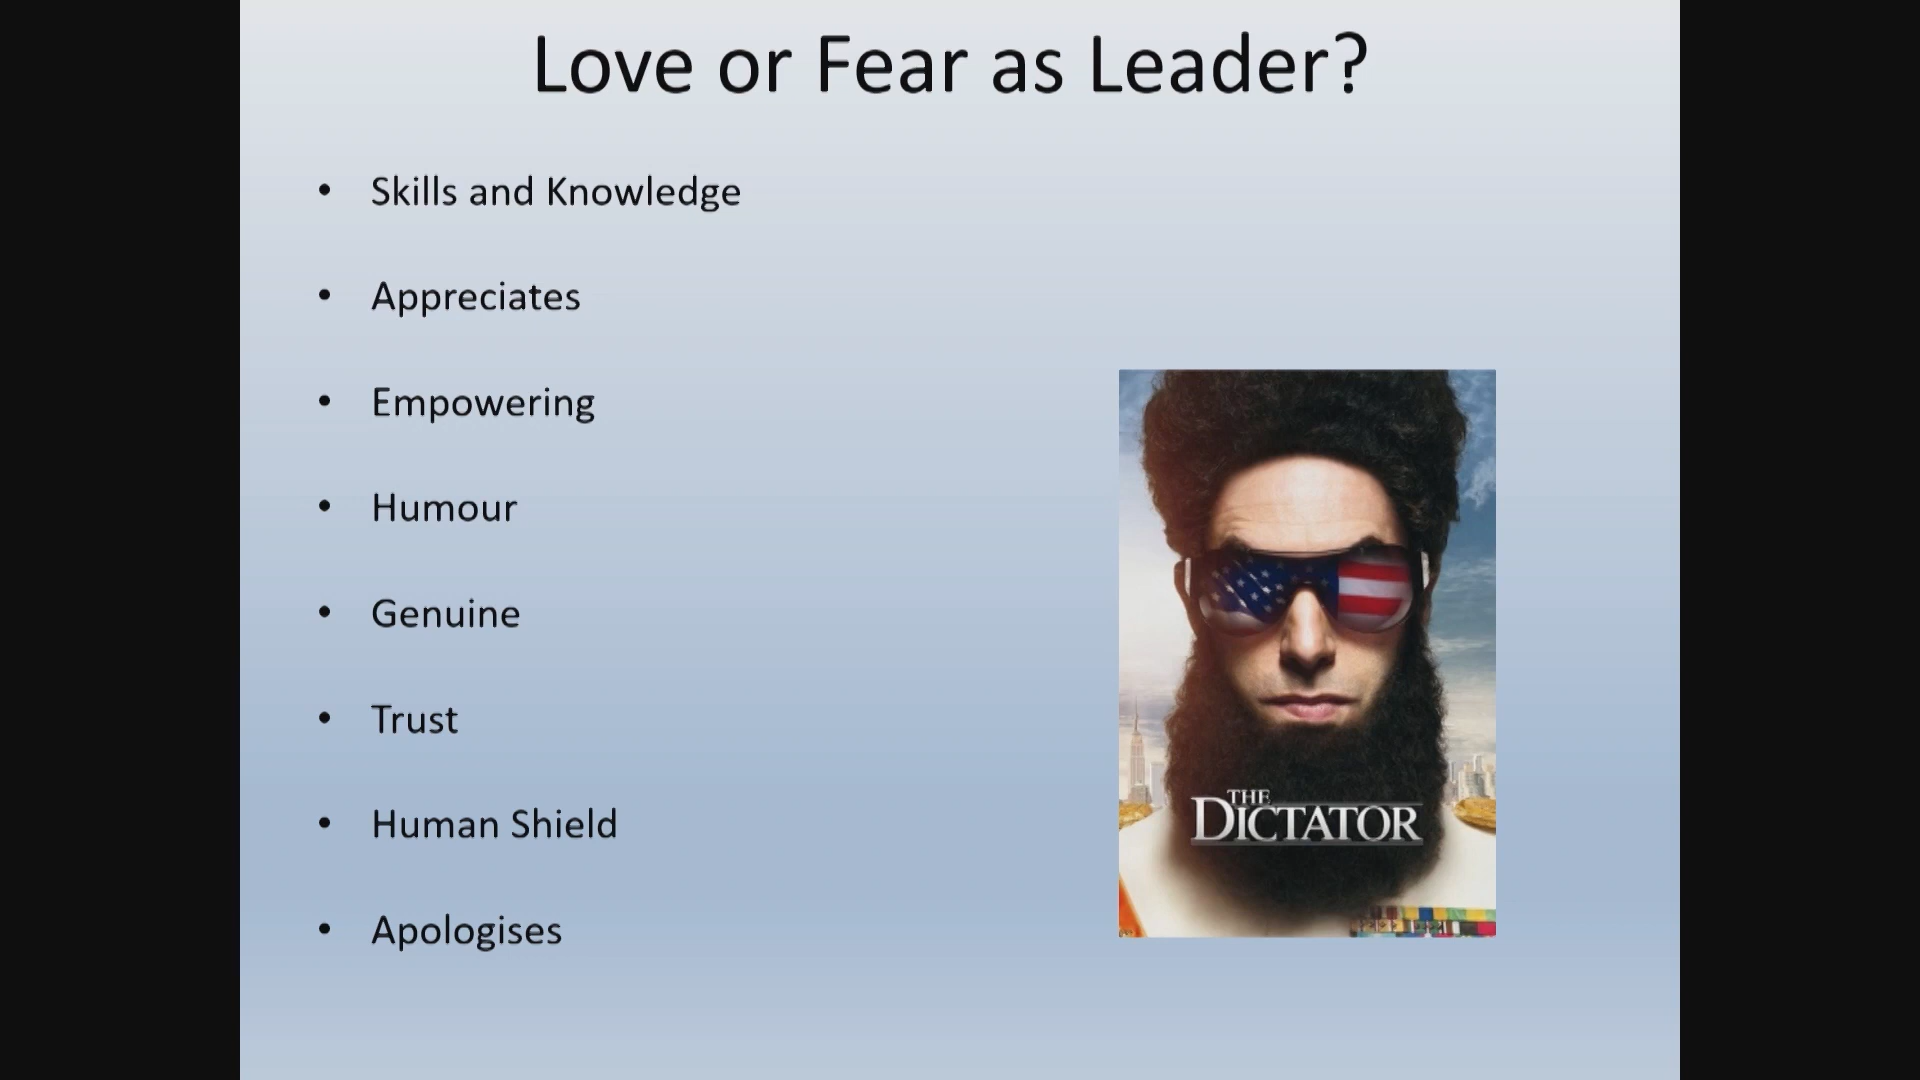 Love or Fear as Leader?
• Skills and Knowledge
• Appreciates
• Empowering
• Humour
• Genuine
• Trust
• Human Shield
• Apologises
THE
DICTATOR